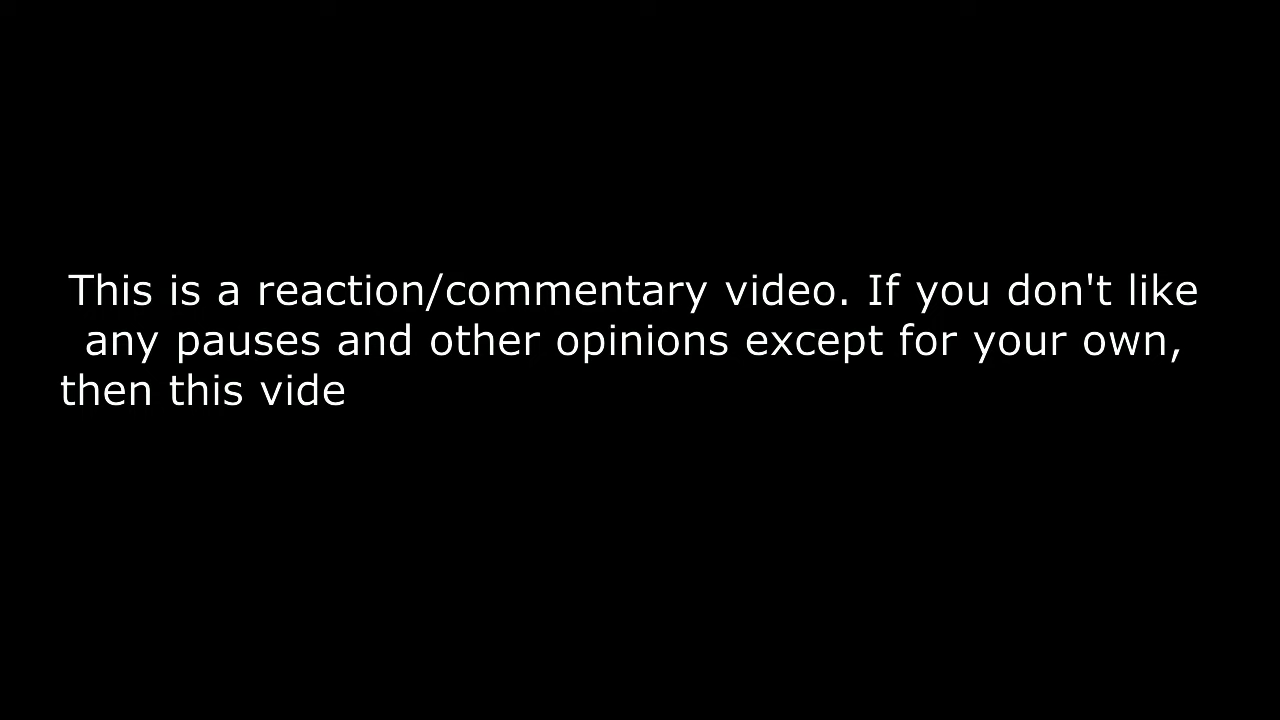 This is a reaction/commentary video. If you don't like
any pauses and other opinions except for your own,
then this vide